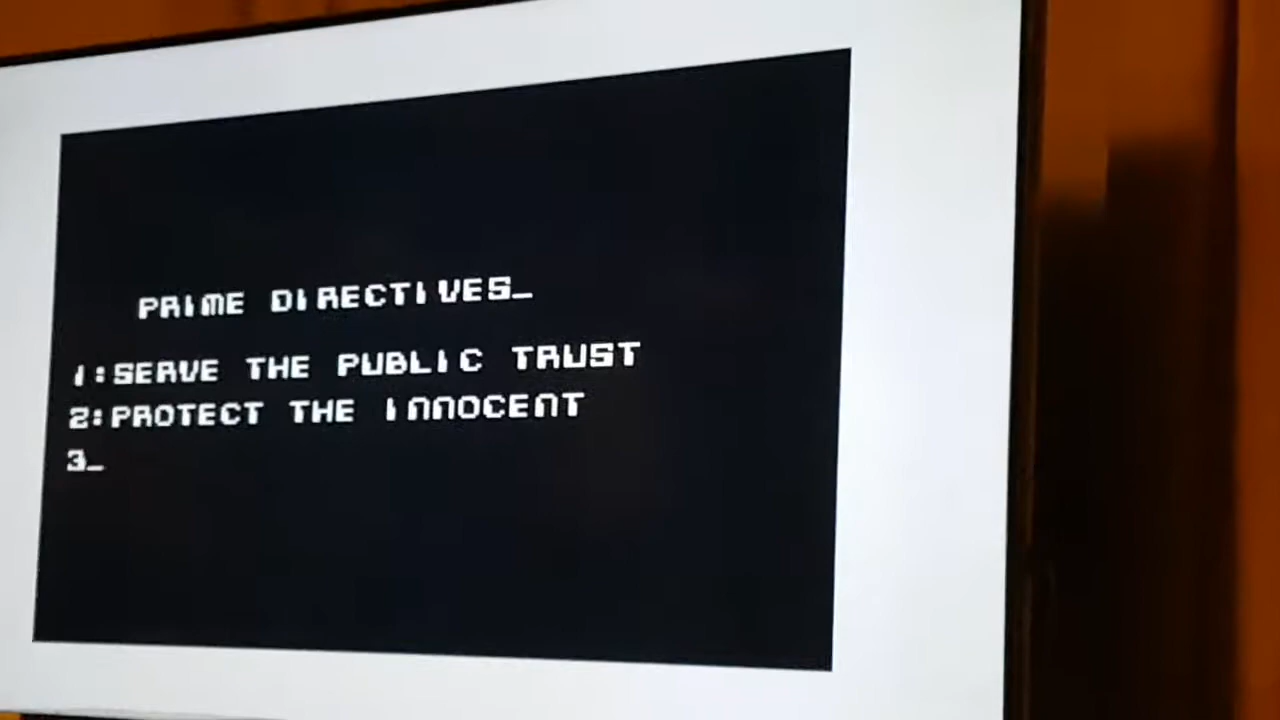 PRIME DIRECTIVES_
1:SERVE THE PUBLIC TRUST
2:PROTECT THE INNOCENT
3_